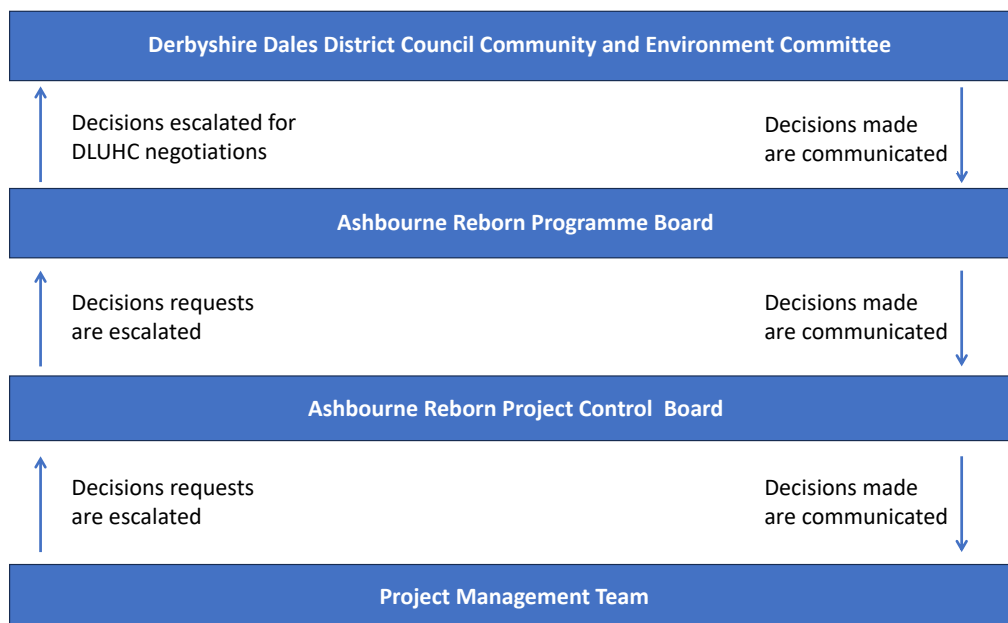 Derbyshire Dales District Council Community and Environment Committee
Decisions escalated for
DLUHC negotiations
Decisions made
are communicated
Ashbourne Reborn Programme Board
Decisions requests
are escalated
Decisions made
are communicated
Ashbourne Reborn Project Control  Board
Decisions requests
are escalated
Decisions made
are communicated
Project Management Team